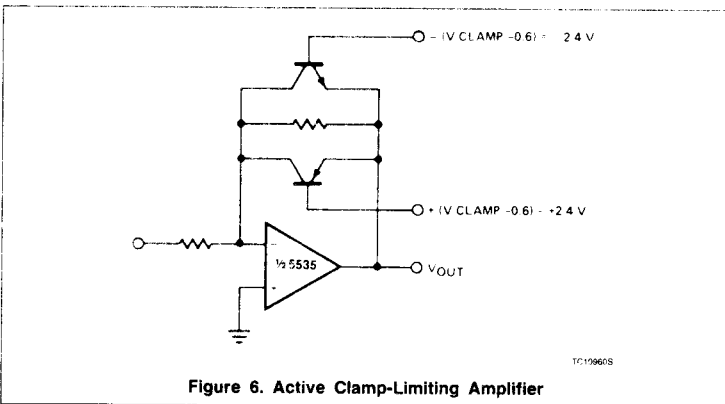 - (V CLAMP -0.6) = 2.4 V
+ (V CLAMP -0.6) - +2.4 V
-
½ 5535
+
VOUT
TC10960S
Figure 6. Active Clamp-Limiting Amplifier